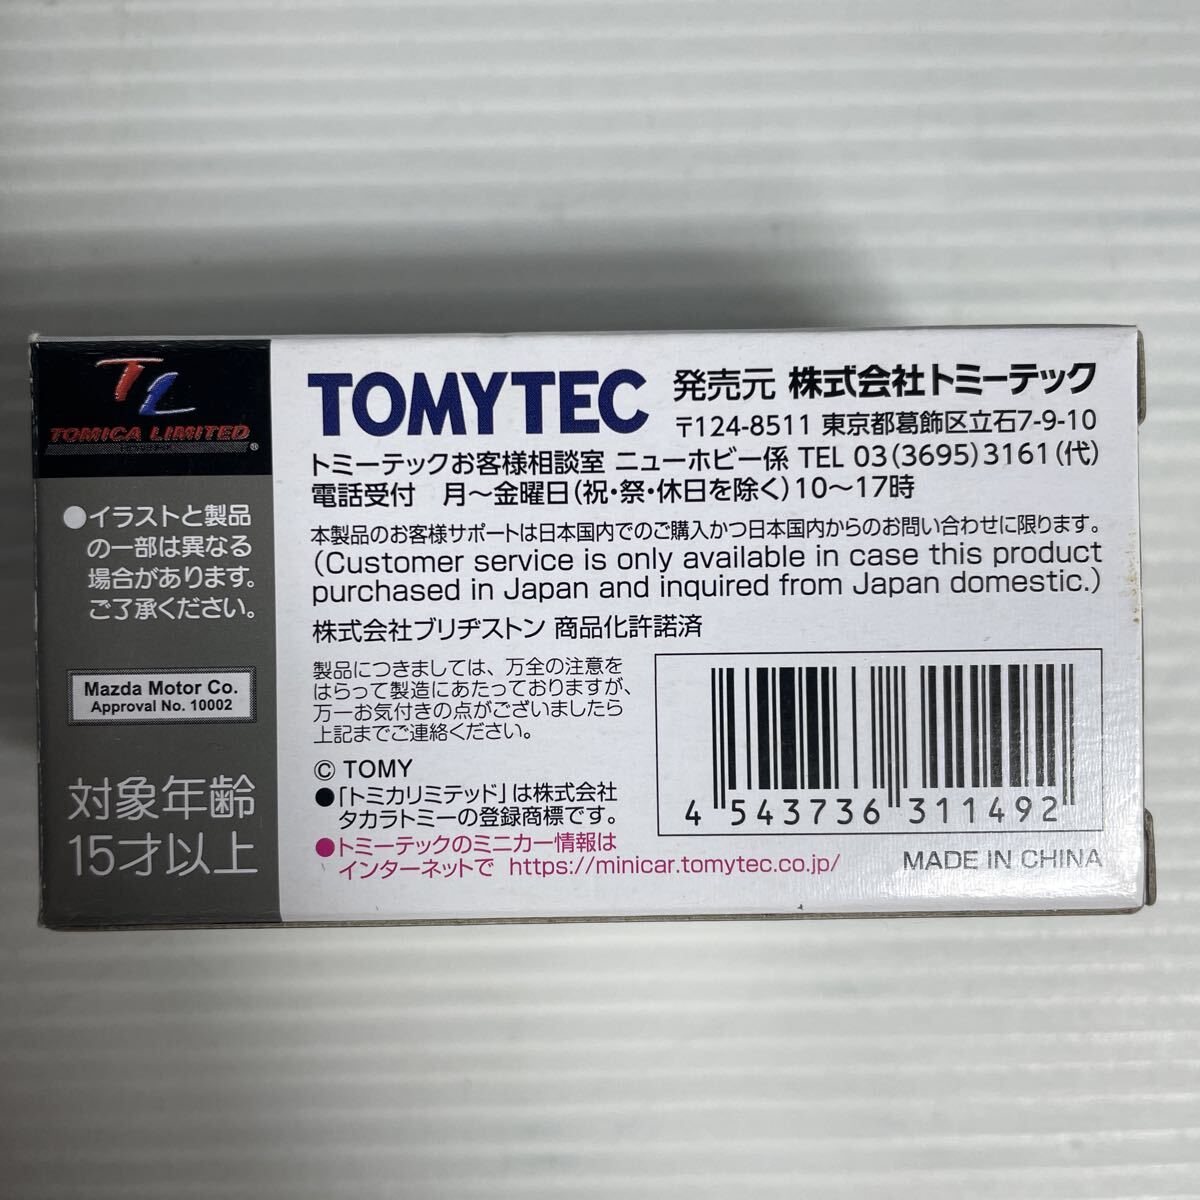 TL
TOMICA LIMITED
®
●イラストと製品
の一部は異なる
場合があります。
ご了承ください。
Mazda Motor Co.
Approval No. 10002
対象年齢
15才以上
TOMYTEC 発売元 株式会社トミーテック
〒124-8511 東京都葛飾区立石7-9-10
トミーテックお客様相談室 ニューホビー係 TEL 03(3695)3161(代)
電話受付 月～金曜日(祝・祭・休日を除く)10～17時
本製品のお客様サポートは日本国内でのご購入かつ日本国内からのお問い合わせに限ります。
(Customer service is only available in case this product
purchased in Japan and inquired from Japan domestic.)
株式会社ブリヂストン 商品化許諾済
製品につきましては、万全の注意を
はらって製造にあたっておりますが、
万一お気付きの点がございましたら
上記までご連絡ください。
© TOMY
●「トミカリミテッド」は株式会社
タカラトミーの登録商標です。
●トミーテックのミニカー情報は
インターネットで https://minicar.tomytec.co.jp/
4 543736 311492
MADE IN CHINA